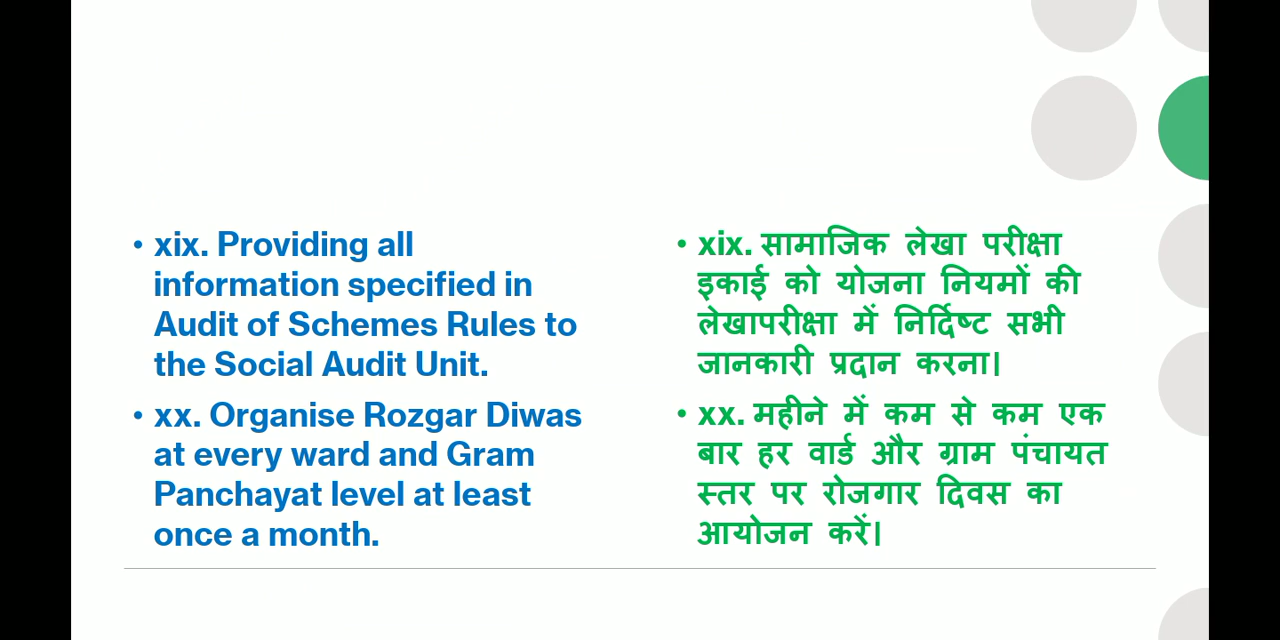 • xix. Providing all
information specified in
Audit of Schemes Rules to
the Social Audit Unit.
• xx. Organise Rozgar Diwas
at every ward and Gram
Panchayat level at least
once a month.
• xix. सामाजिक लेखा परीक्षा
इकाई को योजना नियमों की
लेखापरीक्षा में निर्दिष्ट सभी
जानकारी प्रदान करना।
• xx. महीने में कम से कम एक
बार हर वार्ड और ग्राम पंचायत
स्तर पर रोजगार दिवस का
आयोजन करें।